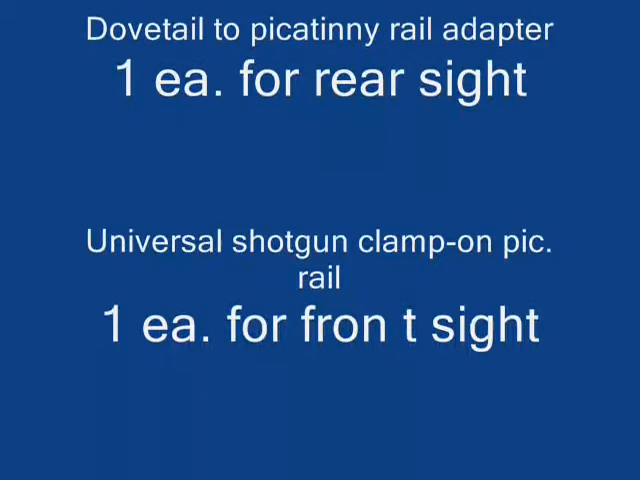 Dovetail to picatinny rail adapter
1 ea. for rear sight
Universal shotgun clamp-on pic.
rail
1 ea. for fron t sight